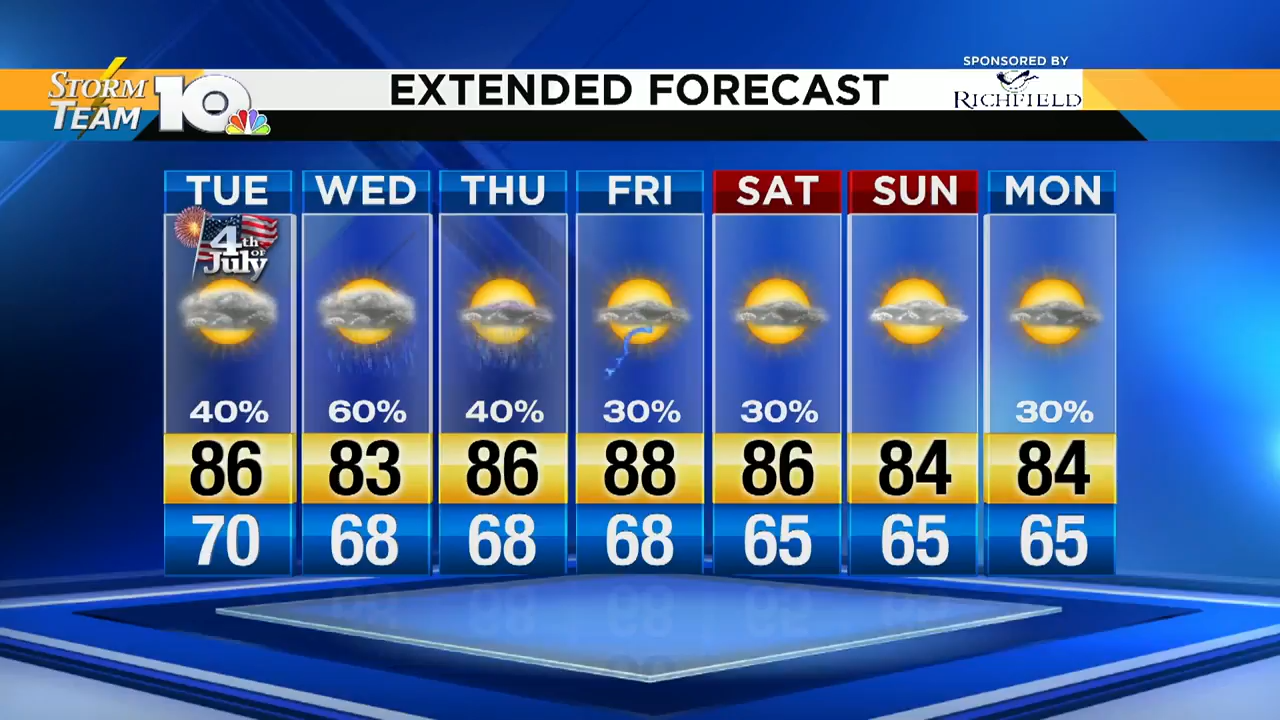 STORM
TEAM
10
EXTENDED FORECAST
SPONSORED BY
RICHFIELD
TUE WED THU FRI SAT SUN MON
4th of
July
40% 60% 40% 30% 30% 30%
86 83 86 88 86 84 84
70 68 68 68 65 65 65